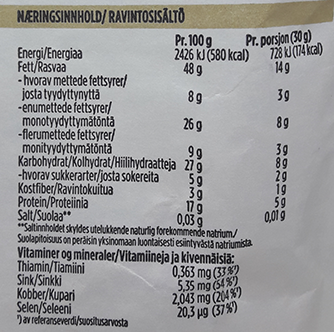 NÆRINGSINNHOLD/ RAVINTOSISÄLTÖ
Pr. 100 g Pr. porsjon (30 g)
Energi/Energiaa 2426 kJ (580 kcal) 728 kJ (174 kcal)
Fett/Rasvaa 48 g 14 g
- hvorav mettede fettsyrer/
josta tyydyttynyttä 8 g 3 g
-enumettede fettsyrer/
monotyydyttymätöntä 26 g 8 g
-flerumettede fettsyrer/
monityydyttymätöntä 9 g 3 g
Karbohydrat/Kolhydrat/Hiilihydraatteja 27 g 8 g
-hvorav sukkerarter/josta sokereita 5 g 2 g
Kostfiber/Ravintokuitua 3 g 1 g
Protein/Proteiinia 17 g 5 g
Salt/Suolaa** 0,03 g 0,01 g
**Saltinnholdet skyldes utelukkende naturlig forekommende natrium/
Suolapitoisuus on peräisin yksinomaan luontaisesti esiintyvästä natriumista.
Vitaminer og mineraler/Vitamiineja ja kivennäisiä:
Thiamin/Tiamiini 0,363 mg (33%¹)
Sink/Sinkki 5,35 mg (54%¹)
Kobber/Kupari 2,043 mg (204%¹)
Selen/Seleeni 20,3 µg (37%¹)
¹) av referanseverdi/suositusarvosta